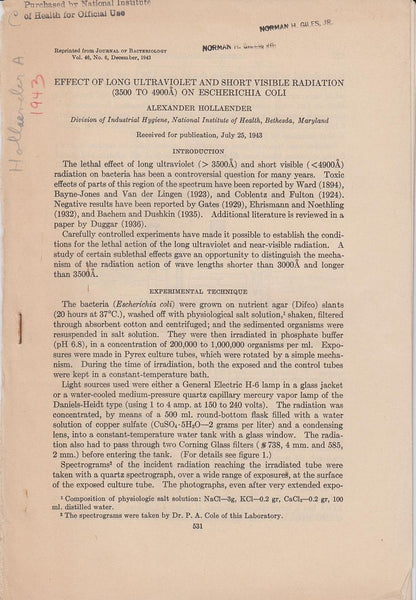 Purchased by National Institute
of Health for Official Use
NORMAN H. GILES, JR.
NORMAN H.
Hollaender A
1943
Reprinted from JOURNAL OF BACTERIOLOGY
Vol. 46, No. 6, December, 1943
EFFECT OF LONG ULTRAVIOLET AND SHORT VISIBLE RADIATION
(3500 TO 4900Å) ON ESCHERICHIA COLI
ALEXANDER HOLLAENDER
Division of Industrial Hygiene, National Institute of Health, Bethesda, Maryland
Received for publication, July 25, 1943
INTRODUCTION
The lethal effect of long ultraviolet (> 3500Å) and short visible (<4900Å)
radiation on bacteria has been a controversial question for many years. Toxic
effects of parts of this region of the spectrum have been reported by Ward (1894),
Bayne-Jones and Van der Lingen (1923), and Coblentz and Fulton (1924).
Negative results have been reported by Gates (1929), Ehrismann and Noethling
(1932), and Bachem and Dushkin (1935). Additional literature is reviewed in a
paper by Duggar (1936).
Carefully controlled experiments have made it possible to establish the condi-
tions for the lethal action of the long ultraviolet and near-visible radiation. A
study of certain sublethal effects gave an opportunity to distinguish the mecha-
nism of the radiation action of wave lengths shorter than 3000Å and longer
than 3500Å.
EXPERIMENTAL TECHNIQUE
The bacteria (Escherichia coli) were grown on nutrient agar (Difco) slants
(20 hours at 37°C.), washed off with physiological salt solution,¹ shaken, filtered
through absorbent cotton and centrifuged; and the sedimented organisms were
resuspended in salt solution. They were then irradiated in phosphate buffer
(pH 6.8), in a concentration of 200,000 to 1,000,000 organisms per ml. Expo-
sures were made in Pyrex culture tubes, which were rotated by a simple mecha-
nism. During the time of irradiation, both the exposed and the control tubes
were kept in a constant-temperature bath.
Light sources used were either a General Electric H-6 lamp in a glass jacket
or a water-cooled medium-pressure quartz capillary mercury vapor lamp of the
Daniels-Heidt type (using 1 to 4 amp. at 150 to 240 volts). The radiation
was concentrated, by means of a 500 ml. round-bottom flask filled with a water
solution of copper sulfate (CuSO₄·5H₂O—2 grams per liter) and a condensing
lens, into a constant-temperature water tank with a glass window. The radia-
tion also had to pass through two Corning Glass filters (#738, 4 mm. and 585,
2 mm.) before entering the tank. (For details see figure 1.)
Spectrograms² of the incident radiation reaching the irradiated tube were
taken with a quartz spectrograph, over a wide range of exposures, at the surface
of the exposed culture tube. The photographs, even after very extended expo-
¹ Composition of physiologic salt solution: NaCl—3g, KCl—0.2 gr, CaCl₂—0.2 gr, 100
ml. distilled water.
² The spectrograms were taken by Dr. P. A. Cole of this Laboratory.
531